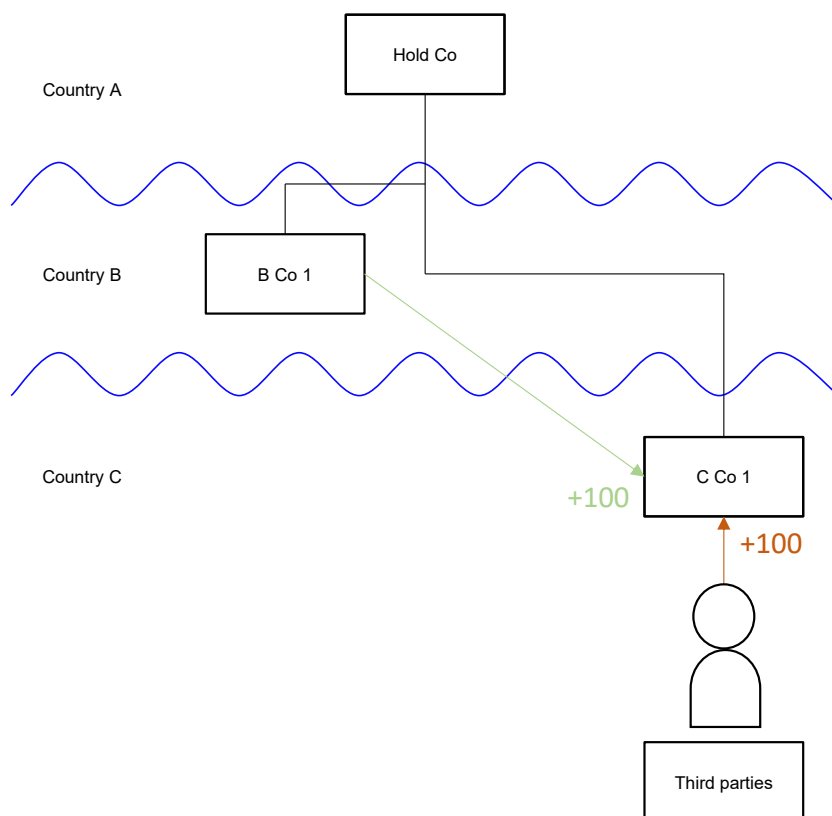 Hold Co
Country A
Country B
B Co 1
Country C
C Co 1
+100
+100
Third parties